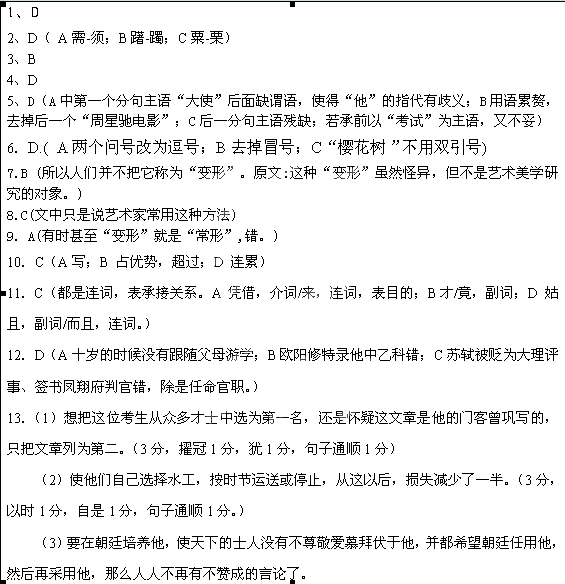 1、D
2、D（ A 需-须；B 躇-躅；C 粟-栗）
3、B
4、D
5、D（A 中第一个分句主语“大使”后面缺谓语，使得“他”的指代有歧义；B 用语累赘，
去掉后一个“周星驰电影”；C 后一分句主语残缺；若承前以“考试”为主语，又不妥）
6. D.( A 两个问号改为逗号；B 去掉冒号；C“樱花树 ”不用双引号)
7.B (所以人们并不把它称为“变形”。原文:这种“变形”虽然怪异，但不是艺术美学研
究的对象。)
8.C(文中只是说艺术家常用这种方法)
9. A(有时甚至“变形”就是“常形”,错。)
10. C（A 写；B 占优势，超过；D 连累）
11. C（都是连词，表承接关系。A 凭借，介词/来，连词，表目的；B 才/竟，副词；D 姑
且，副词/而且，连词。）
12. D（A 十岁的时候没有跟随父母游学；B 欧阳修特录他中乙科错；C 苏轼被贬为大理评
事、签书凤翔府判官错，除是任命官职。）
13.（1）想把这位考生从众多才士中选为第一名，还是怀疑这文章是他的门客曾巩写的，
只把文章列为第二。（3 分，擢冠 1 分，犹 1 分，句子通顺 1 分）
（2）使他们自己选择水工，按时节运送或停止，从这以后，损失减少了一半。（3 分，
以时 1 分，自是 1 分，句子通顺 1 分。）
（3）要在朝廷培养他，使天下的士人没有不尊敬爱慕拜伏于他，并都希望朝廷任用他，
然后再采用他，那么人人不再有不赞成的言论了。